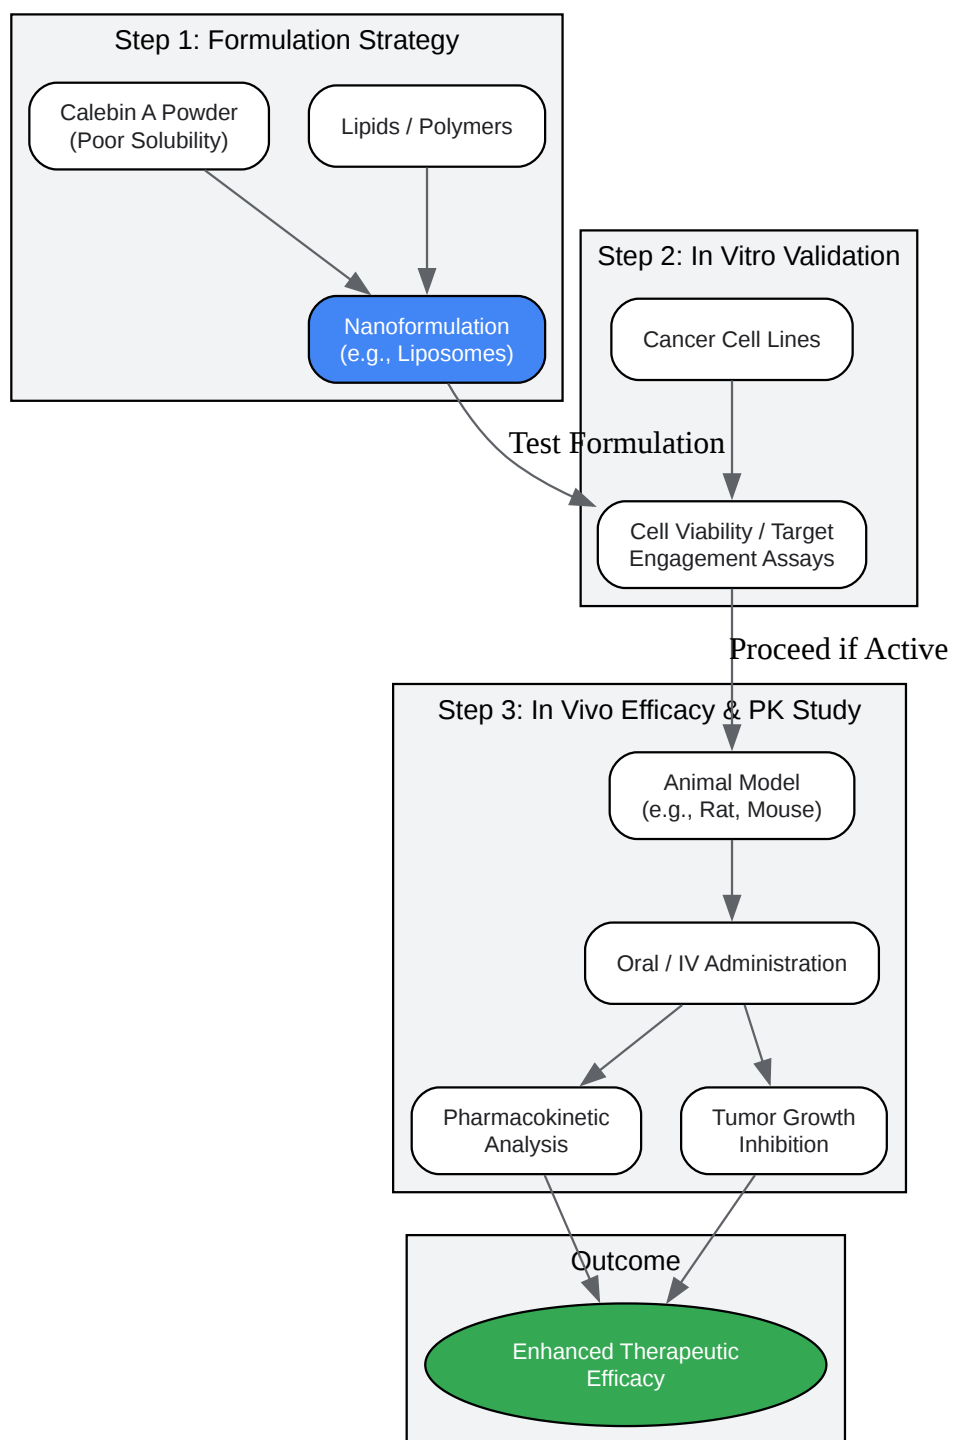 Step 1: Formulation Strategy
Calebin A Powder
(Poor Solubility)
Lipids / Polymers
Nanoformulation
(e.g., Liposomes)
Step 2: In Vitro Validation
Cancer Cell Lines
Test Formulation
Cell Viability / Target
Engagement Assays
Proceed if Active
Step 3: In Vivo Efficacy & PK Study
Animal Model
(e.g., Rat, Mouse)
Oral / IV Administration
Pharmacokinetic
Analysis
Tumor Growth
Inhibition
Outcome
Enhanced Therapeutic
Efficacy